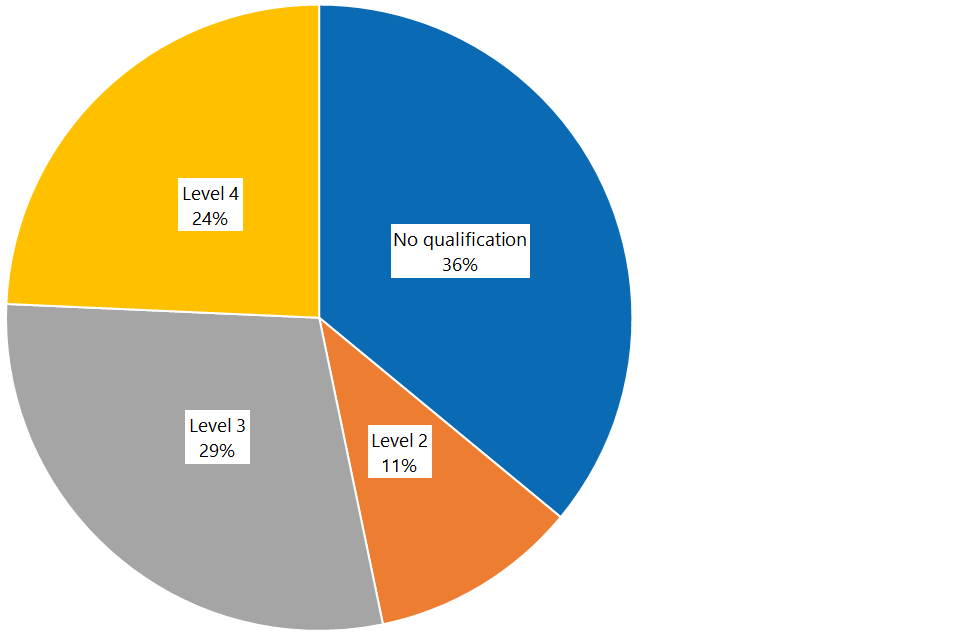 Level 4
24%
No qualification
36%
Level 3
29%
Level 2
11%